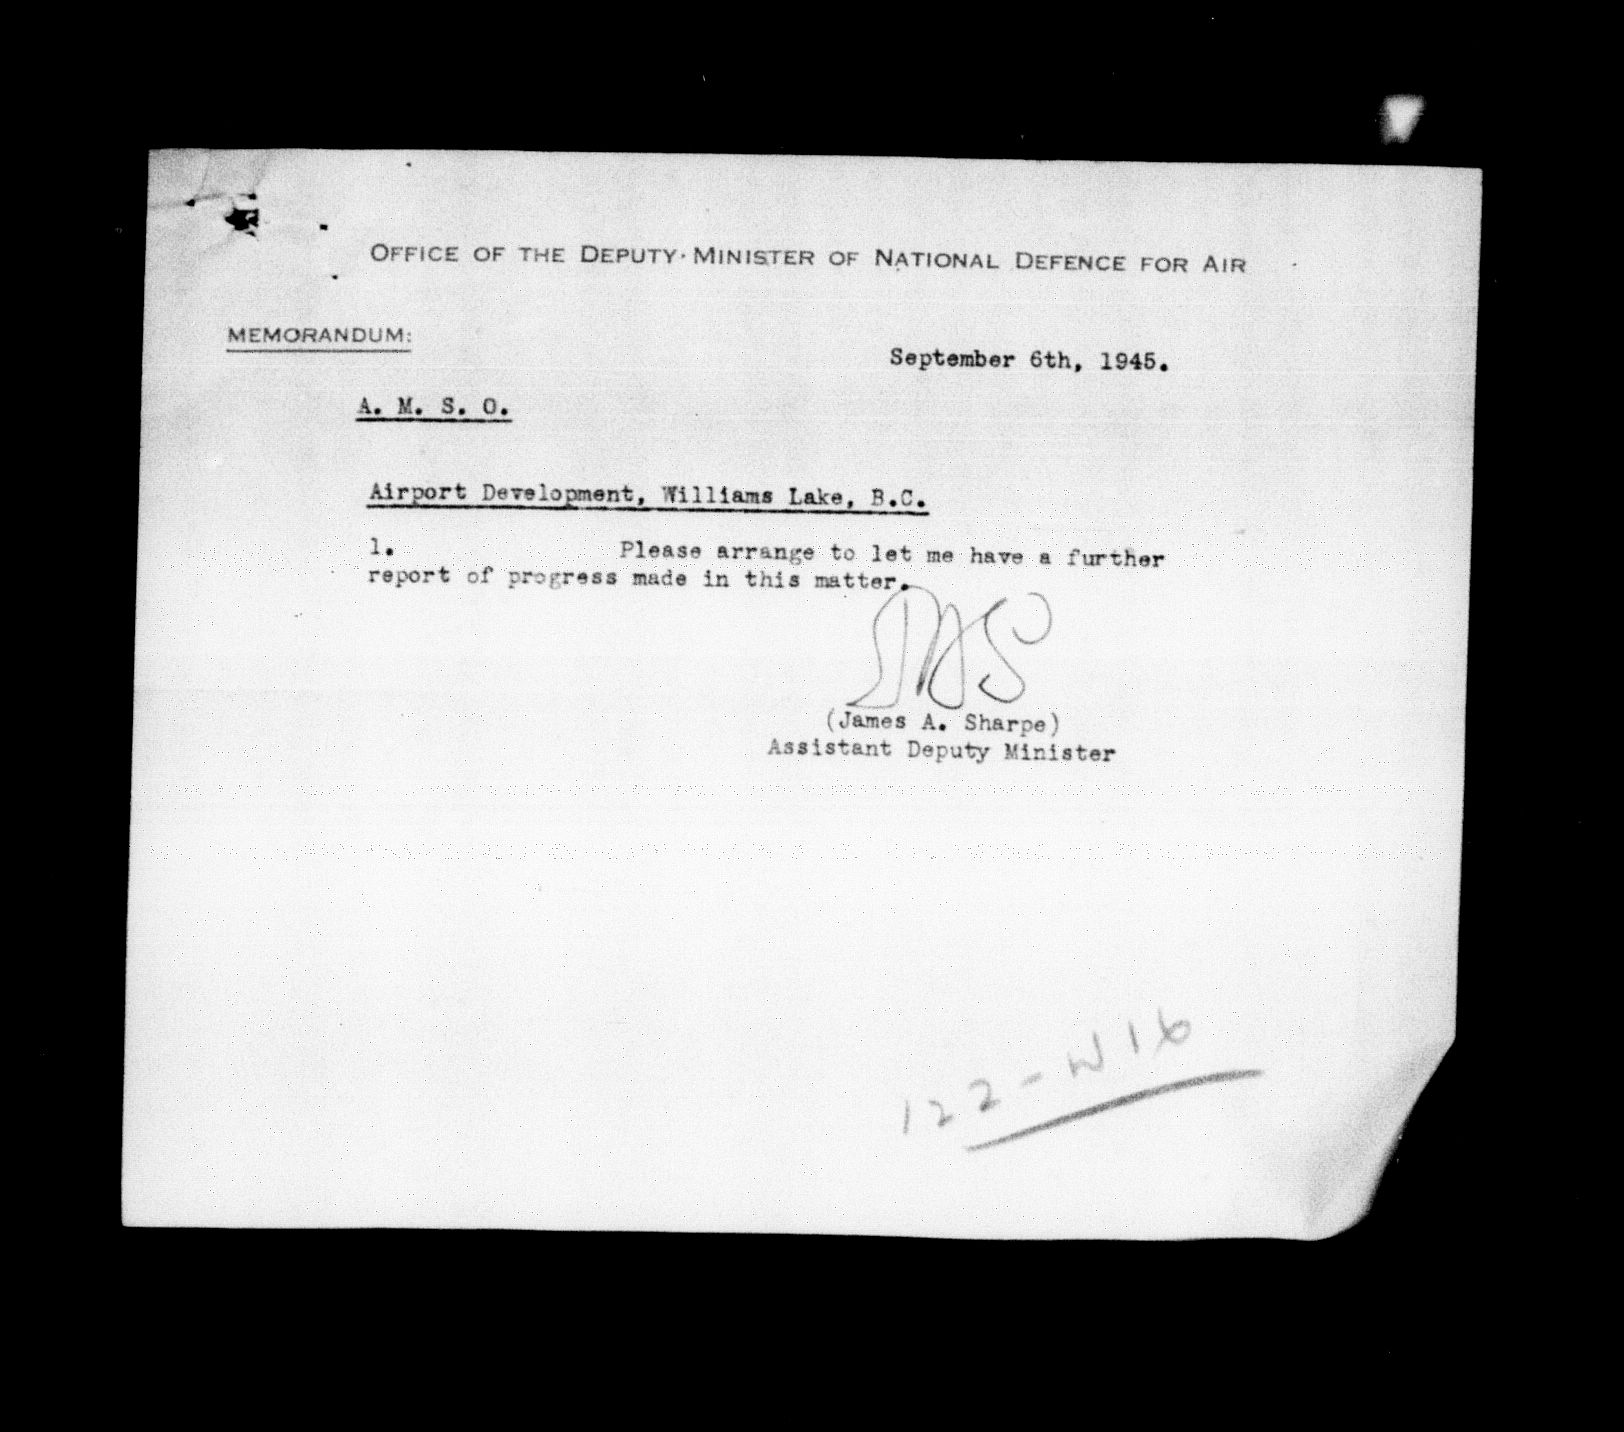 OFFICE OF THE DEPUTY·MINISTER OF NATIONAL DEFENCE FOR AIR
MEMORANDUM:
September 6th, 1945.
A. M. S. O.
Airport Development, Williams Lake, B.C.
1. Please arrange to let me have a further
report of progress made in this matter.
JAS
(James A. Sharpe)
Assistant Deputy Minister
122-W16